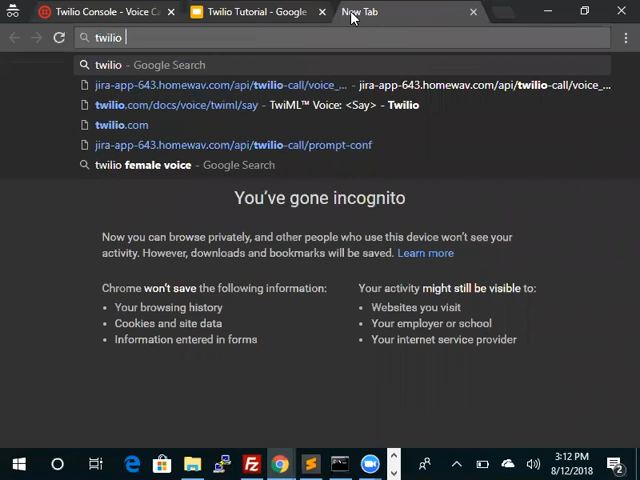 Twilio Console - Voice Ca
Twilio Tutorial - Google
New Tab
twilio
twilio - Google Search
jira-app-643.homewav.com/api/twilio-call/voice_... - jira-app-643.homewav.com/api/twilio-call/voice_...
twilio.com/docs/voice/twiml/say - TwiML™ Voice: <Say> - Twilio
twilio.com
jira-app-643.homewav.com/api/twilio-call/prompt-conf
twilio female voice - Google Search
You've gone incognito
Now you can browse privately, and other people who use this device won't see your
activity. However, downloads and bookmarks will be saved. Learn more
Chrome won't save the following information:
• Your browsing history
• Cookies and site data
• Information entered in forms
Your activity might still be visible to:
• Websites you visit
• Your employer or school
• Your internet service provider
3:12 PM
8/12/2018
2